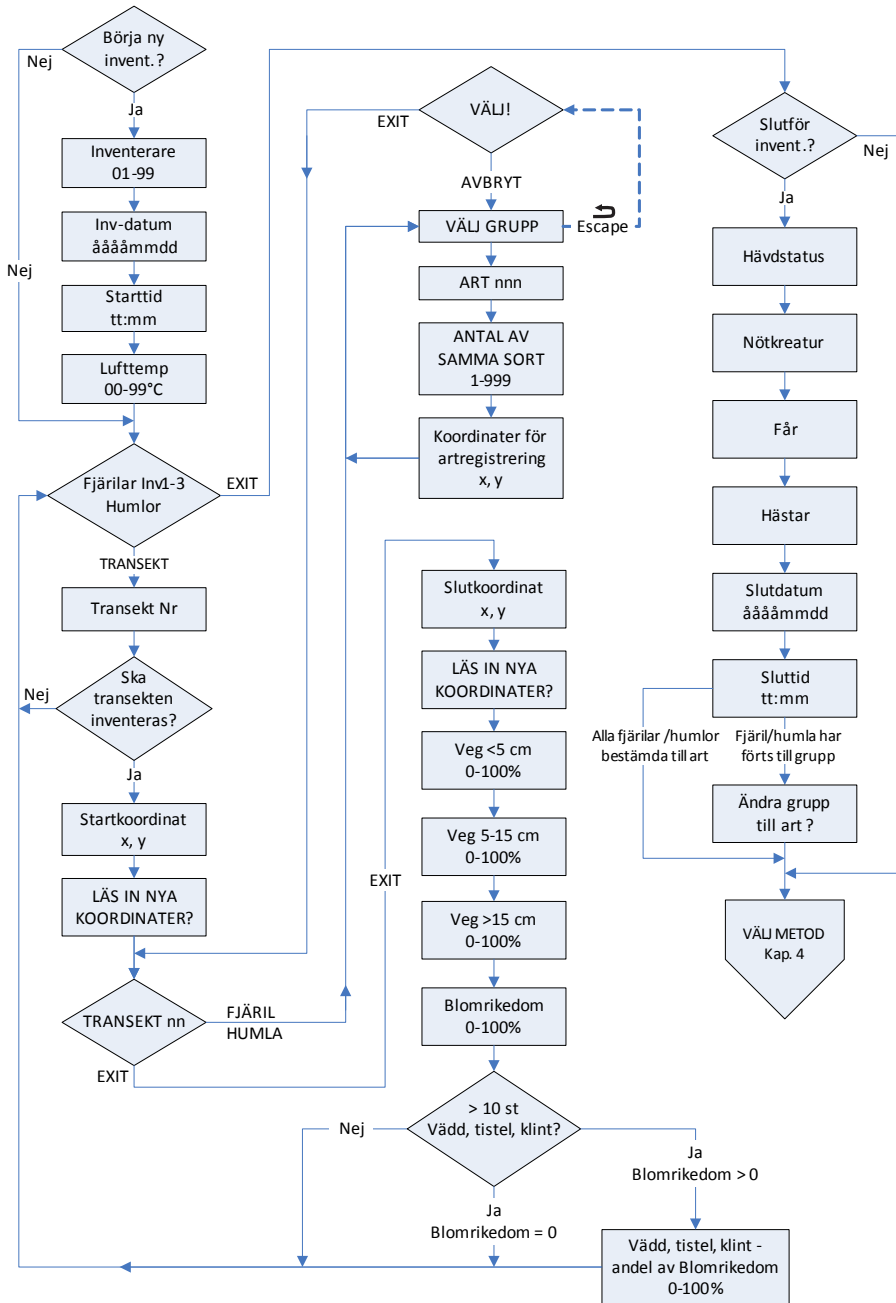 Börja ny
invent.?
Nej
Ja
Inventerare
01-99
Inv-datum
ååååmmdd
Nej
Starttid
tt:mm
Lufttemp
00-99°C
Fjärilar Inv1-3
Humlor
EXIT
TRANSEKT
Transekt Nr
Ska
transekten
inventeras?
Nej
Ja
Startkoordinat
x, y
LÄS IN NYA
KOORDINATER?
TRANSEKT nn
FJÄRIL
HUMLA
EXIT
VÄLJ!
EXIT
AVBRYT
VÄLJ GRUPP
Escape
ART nnn
ANTAL AV
SAMMA SORT
1-999
Koordinater för
artregistrering
x, y
Slutkoordinat
x, y
LÄS IN NYA
KOORDINATER?
Veg <5 cm
0-100%
Veg 5-15 cm
0-100%
EXIT
Veg >15 cm
0-100%
Blomrikedom
0-100%
> 10 st
Vädd, tistel, klint?
Nej
Ja
Blomrikedom > 0
Ja
Blomrikedom = 0
Vädd, tistel, klint -
andel av Blomrikedom
0-100%
Slutför
invent.?
Nej
Ja
Hävdstatus
Nötkreatur
Får
Hästar
Slutdatum
ååååmmdd
Sluttid
tt:mm
Alla fjärilar /humlor
bestämda till art
Fjäril/humla har
förts till grupp
Ändra grupp
till art ?
VÄLJ METOD
Kap. 4